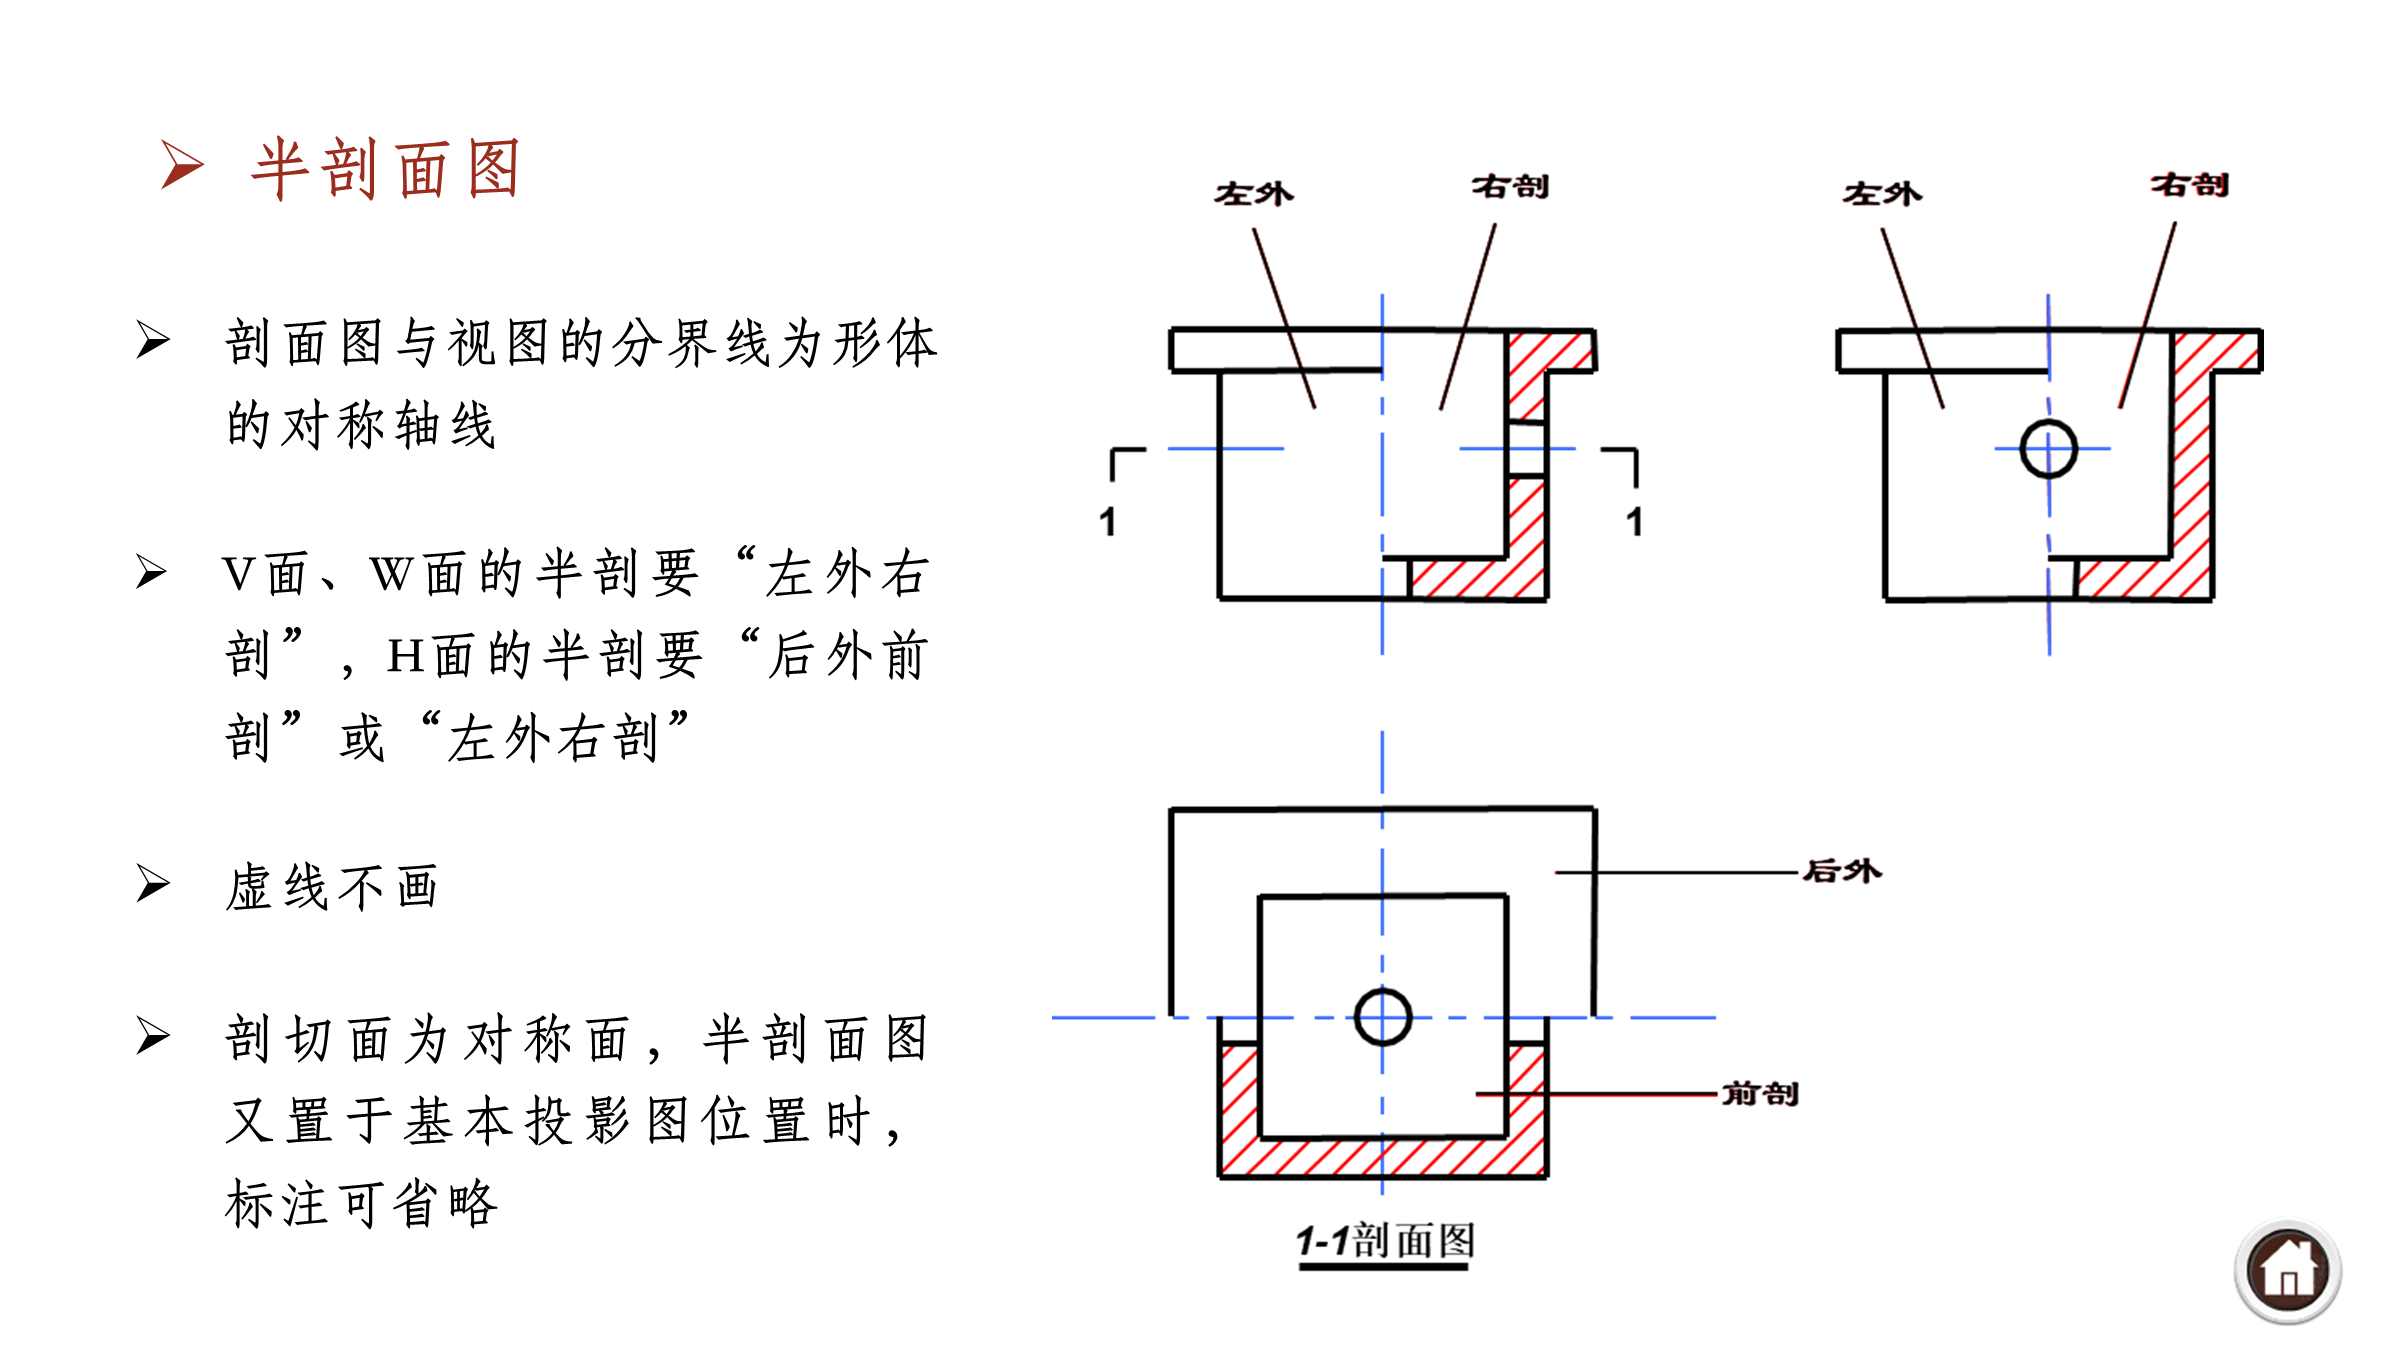 半剖面图
剖面图与视图的分界线为形体
的对称轴线
V面、W面的半剖要“左外右
剖”，H面的半剖要“后外前
剖”或“左外右剖”
虚线不画
剖切面为对称面，半剖面图
又置于基本投影图位置时，
标注可省略
左外
右剖
左外
右剖
1
1
后外
前剖
1-1剖面图